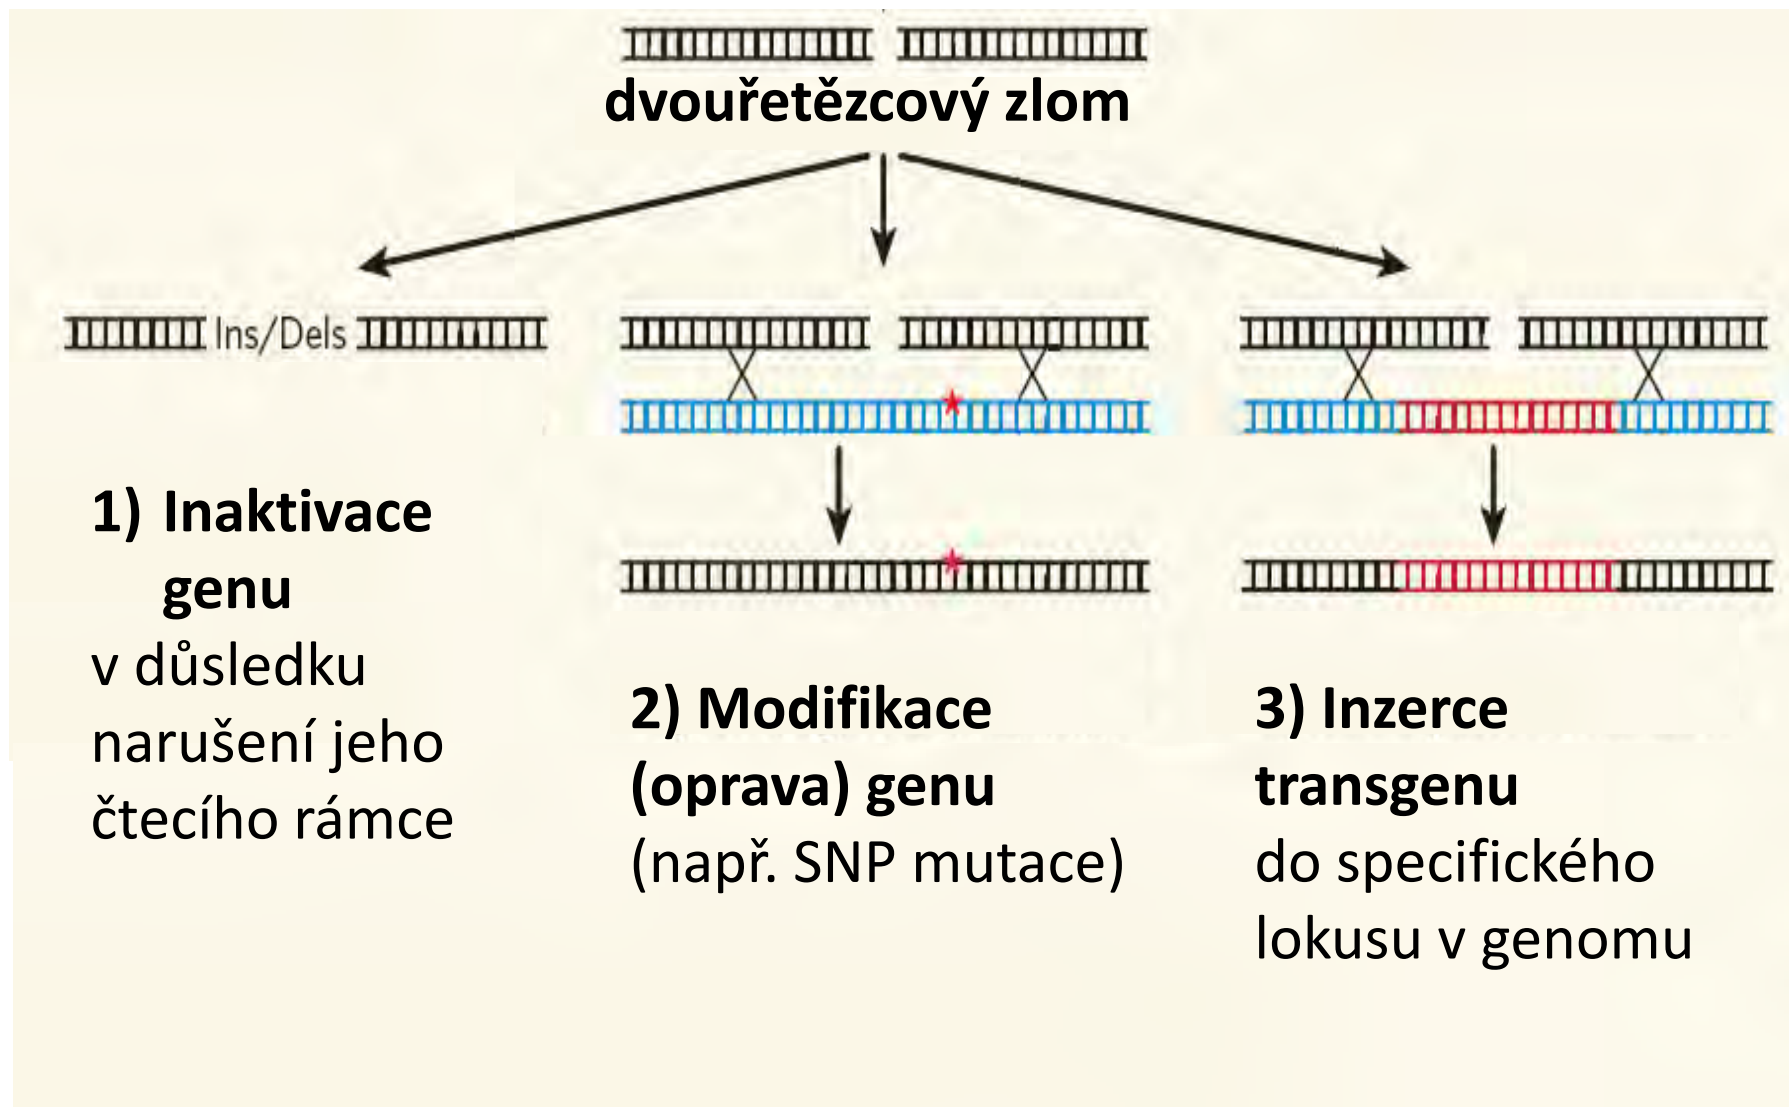 dvouřetězcový zlom
Ins/Dels
1) Inaktivace
genu
v důsledku
narušení jeho
čtecího rámce
2) Modifikace
(oprava) genu
(např. SNP mutace)
3) Inzerce
transgenu
do specifického
lokusu v genomu